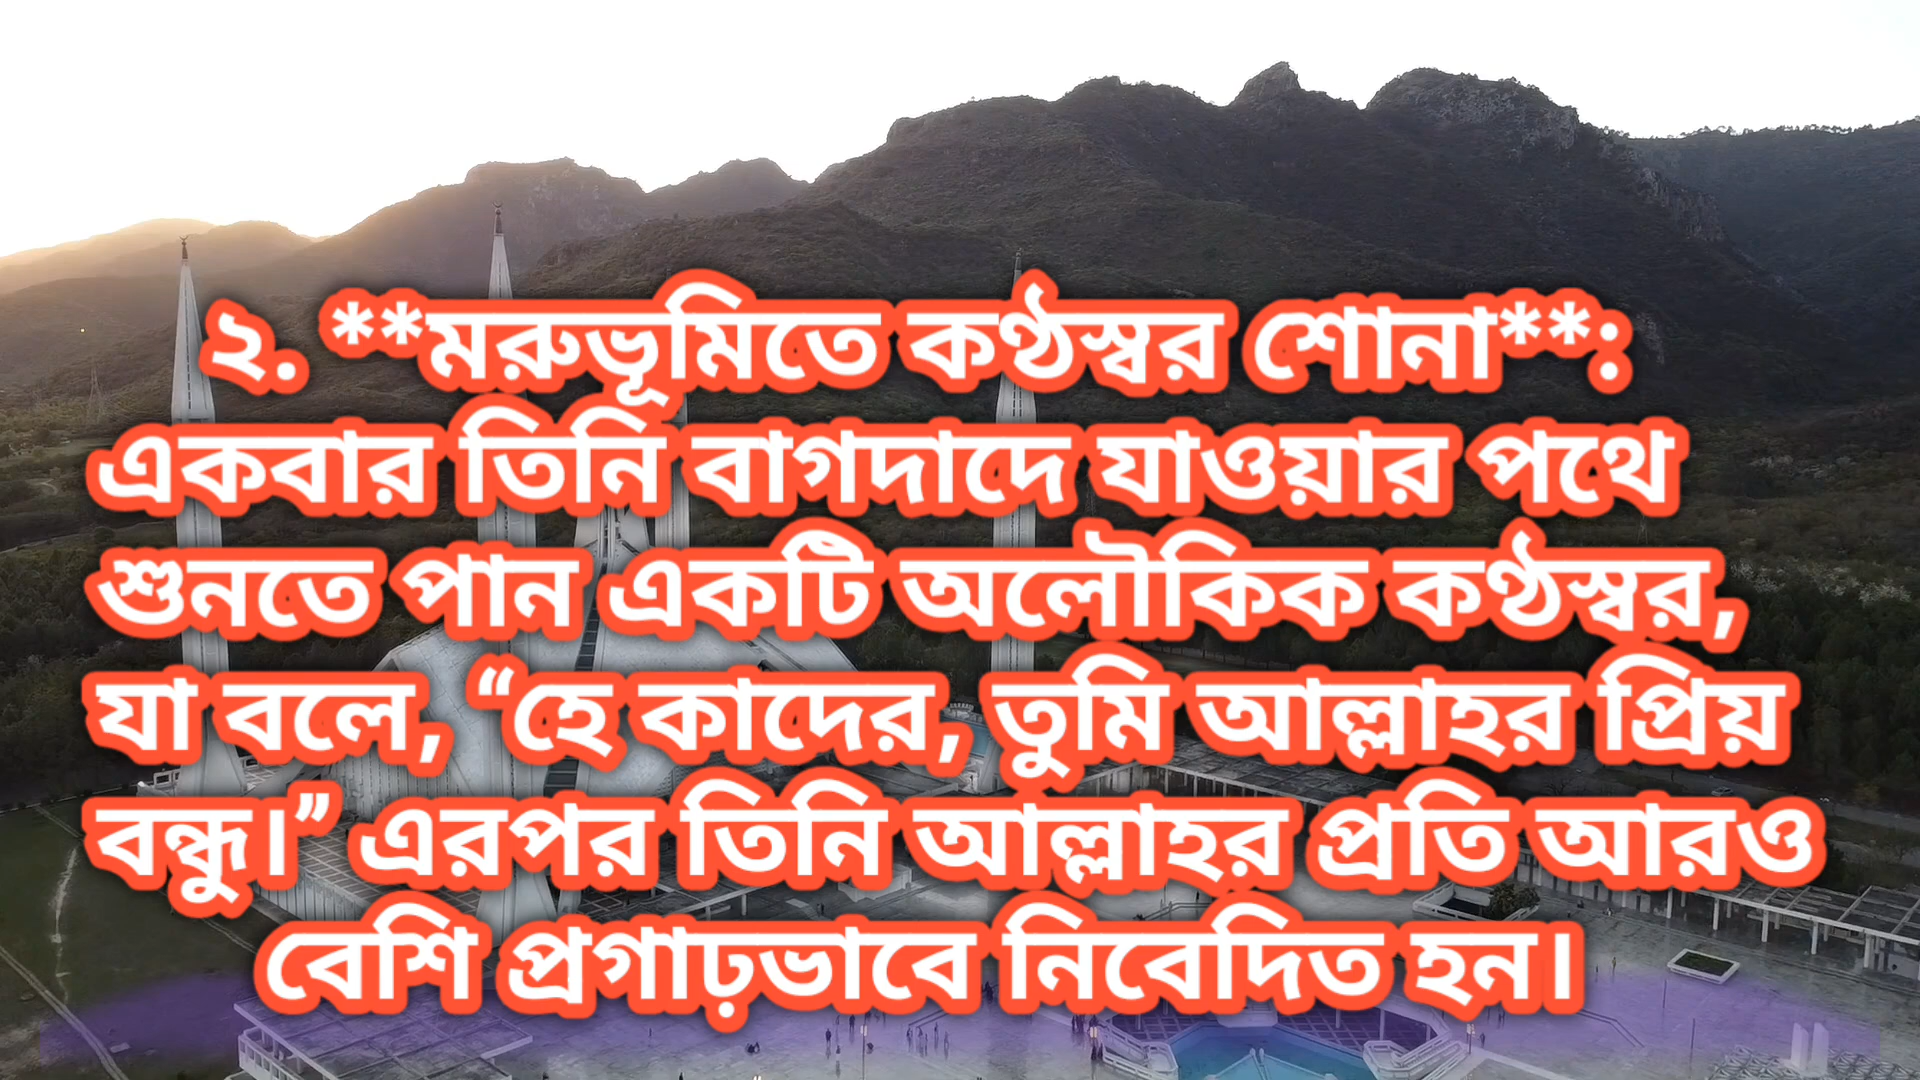 ২. **মরুভূমিতে কণ্ঠস্বর শোনা**:
একবার তিনি বাগদাদে যাওয়ার পথে
শুনতে পান একটি অলৌকিক কণ্ঠস্বর,
যা বলে, “হে কাদের, তুমি আল্লাহর প্রিয়
বন্ধু।” এরপর তিনি আল্লাহর প্রতি আরও
বেশি প্রগাঢ়ভাবে নিবেদিত হন।